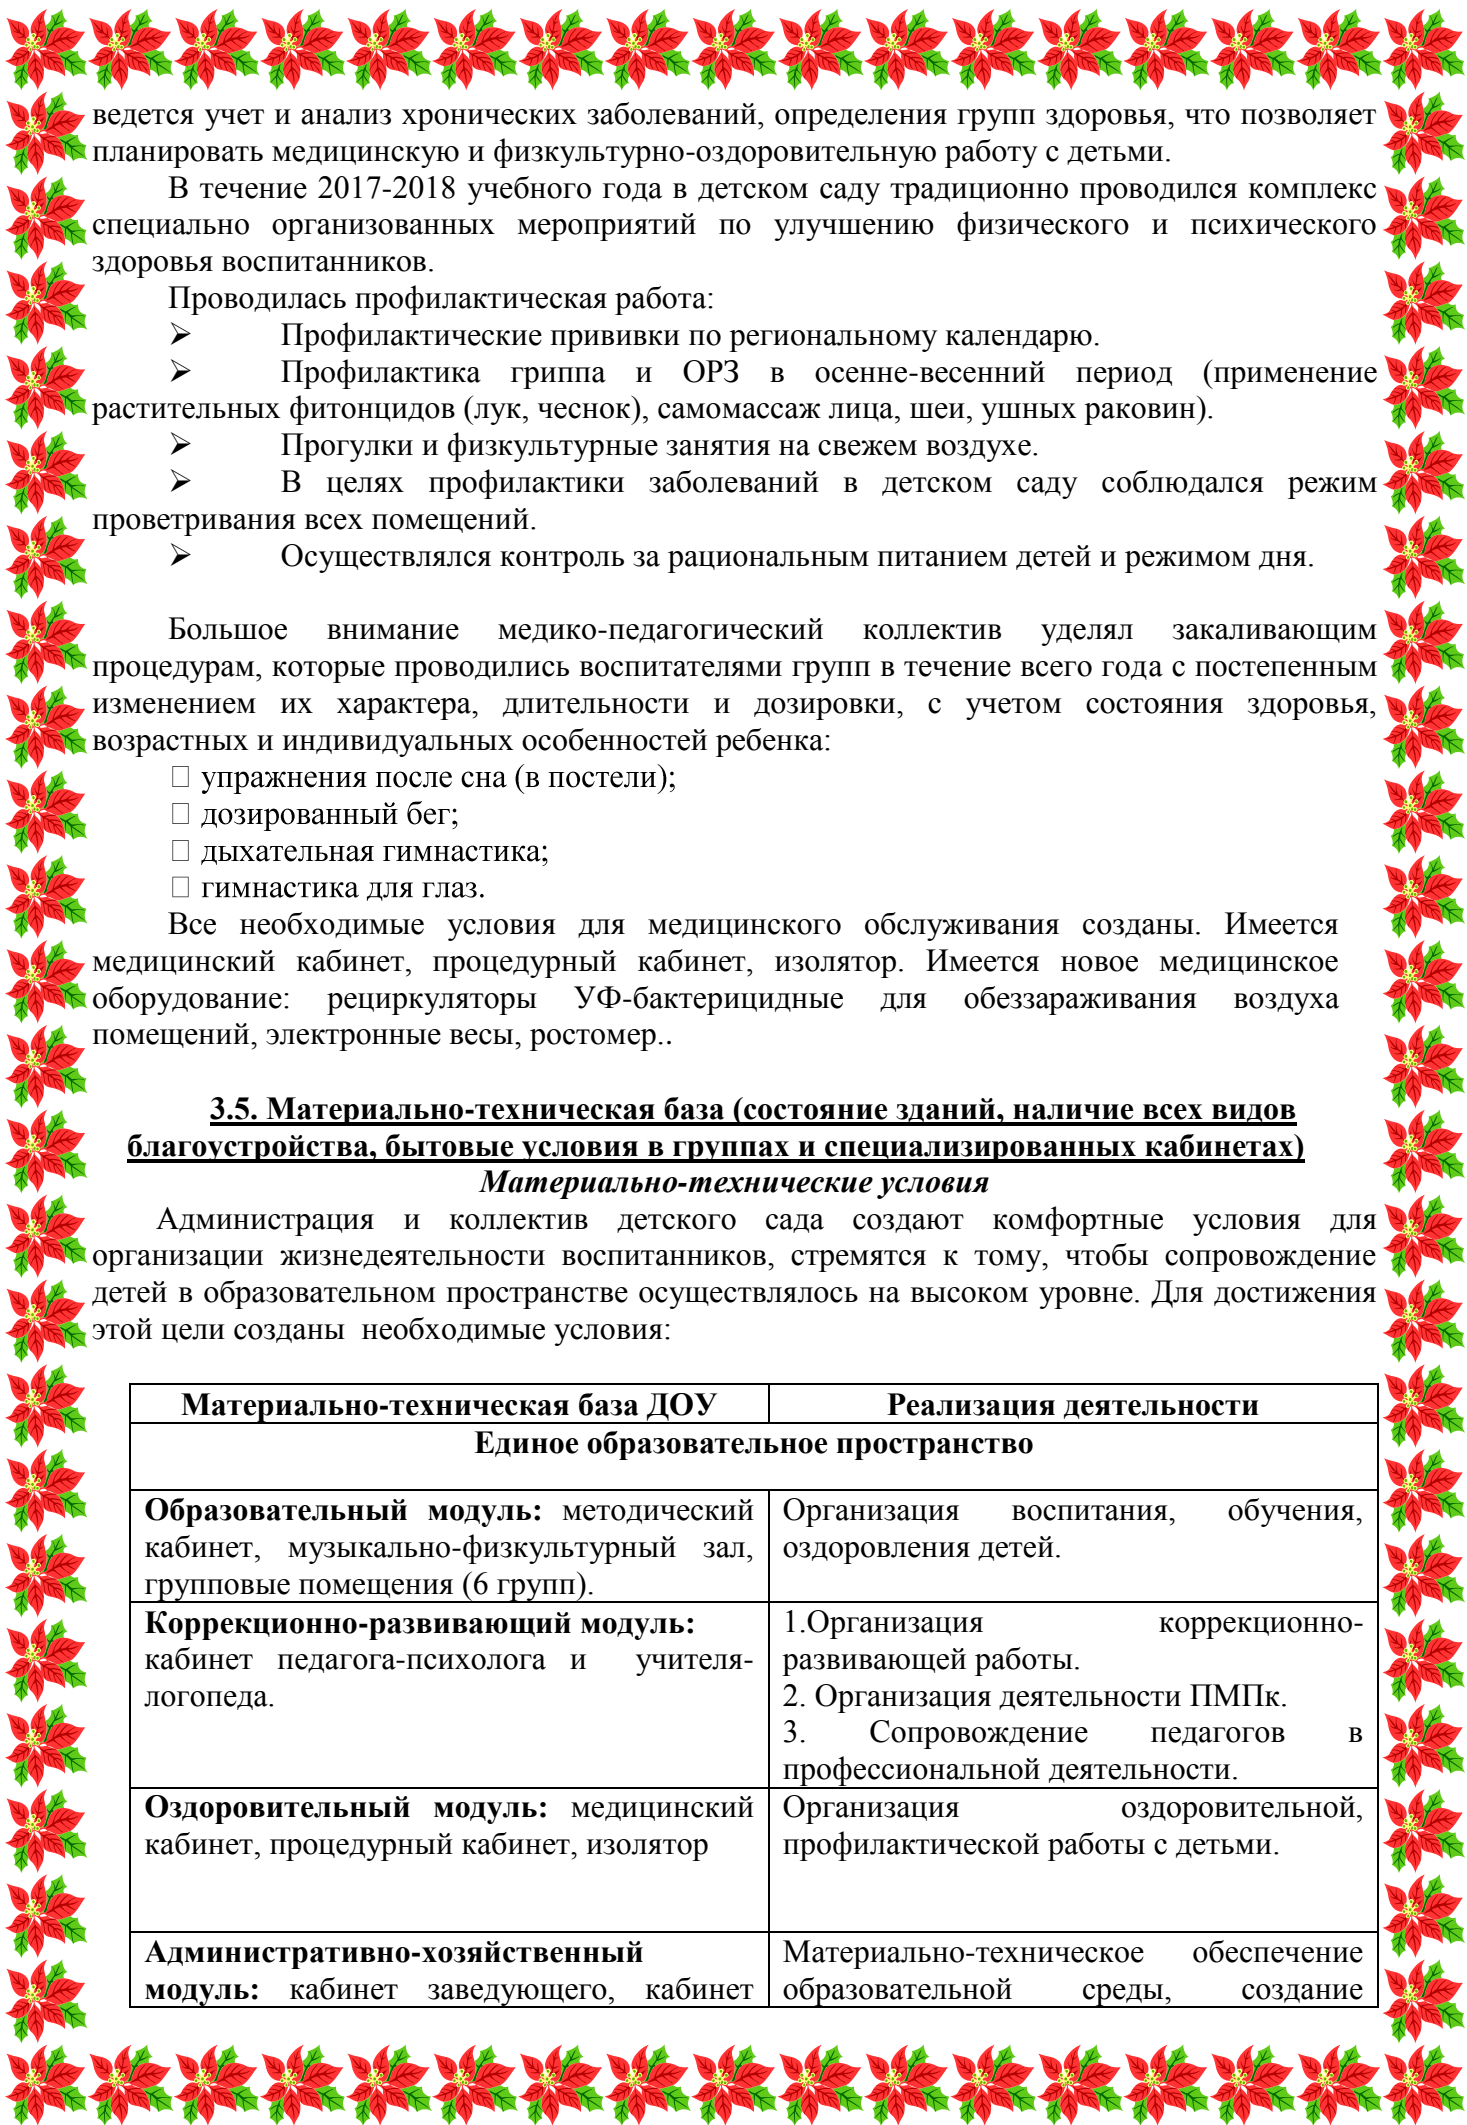 ведется учет и анализ хронических заболеваний, определения групп здоровья, что позволяет
планировать медицинскую и физкультурно-оздоровительную работу с детьми.
В течение 2017-2018 учебного года в детском саду традиционно проводился комплекс
специально организованных мероприятий по улучшению физического и психического
здоровья воспитанников.
Проводилась профилактическая работа:
➢ Профилактические прививки по региональному календарю.
➢ Профилактика гриппа и ОРЗ в осенне-весенний период (применение
растительных фитонцидов (лук, чеснок), самомассаж лица, шеи, ушных раковин).
➢ Прогулки и физкультурные занятия на свежем воздухе.
➢ В целях профилактики заболеваний в детском саду соблюдался режим
проветривания всех помещений.
➢ Осуществлялся контроль за рациональным питанием детей и режимом дня.
Большое внимание медико-педагогический коллектив уделял закаливающим
процедурам, которые проводились воспитателями групп в течение всего года с постепенным
изменением их характера, длительности и дозировки, с учетом состояния здоровья,
возрастных и индивидуальных особенностей ребенка:
□ упражнения после сна (в постели);
□ дозированный бег;
□ дыхательная гимнастика;
□ гимнастика для глаз.
Все необходимые условия для медицинского обслуживания созданы. Имеется
медицинский кабинет, процедурный кабинет, изолятор. Имеется новое медицинское
оборудование: рециркуляторы УФ-бактерицидные для обеззараживания воздуха
помещений, электронные весы, ростомер..
3.5. Материально-техническая база (состояние зданий, наличие всех видов
благоустройства, бытовые условия в группах и специализированных кабинетах)
Материально-технические условия
Администрация и коллектив детского сада создают комфортные условия для
организации жизнедеятельности воспитанников, стремятся к тому, чтобы сопровождение
детей в образовательном пространстве осуществлялось на высоком уровне. Для достижения
этой цели созданы необходимые условия:
Материально-техническая база ДОУ
Реализация деятельности
Единое образовательное пространство
Образовательный модуль: методический
кабинет, музыкально-физкультурный зал,
групповые помещения (6 групп).
Организация воспитания, обучения,
оздоровления детей.
Коррекционно-развивающий модуль:
кабинет педагога-психолога и учителя-
логопеда.
1.Организация коррекционно-
развивающей работы.
2. Организация деятельности ПМПк.
3. Сопровождение педагогов в
профессиональной деятельности.
Оздоровительный модуль: медицинский
кабинет, процедурный кабинет, изолятор
Организация оздоровительной,
профилактической работы с детьми.
Административно-хозяйственный
модуль: кабинет заведующего, кабинет
Материально-техническое обеспечение
образовательной среды, создание